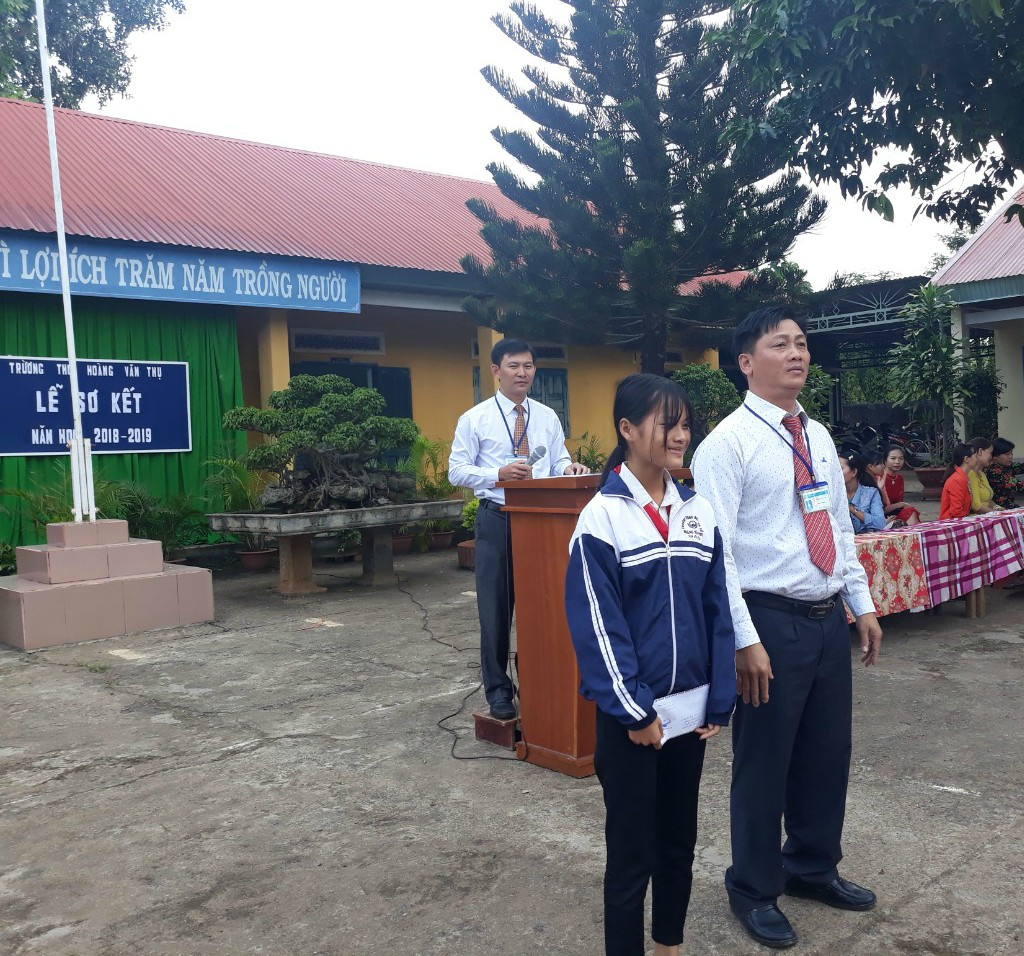 Ì LỢI ÍCH TRĂM NĂM TRỒNG NGƯỜI
TRƯỜNG HOÀNG VĂN THỤ
LỄ SƠ KẾT
NĂM HỌC 2018-2019